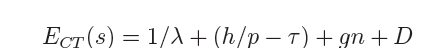 E_{CT}(s) = 1/λ + (h/p − τ) + gn + D